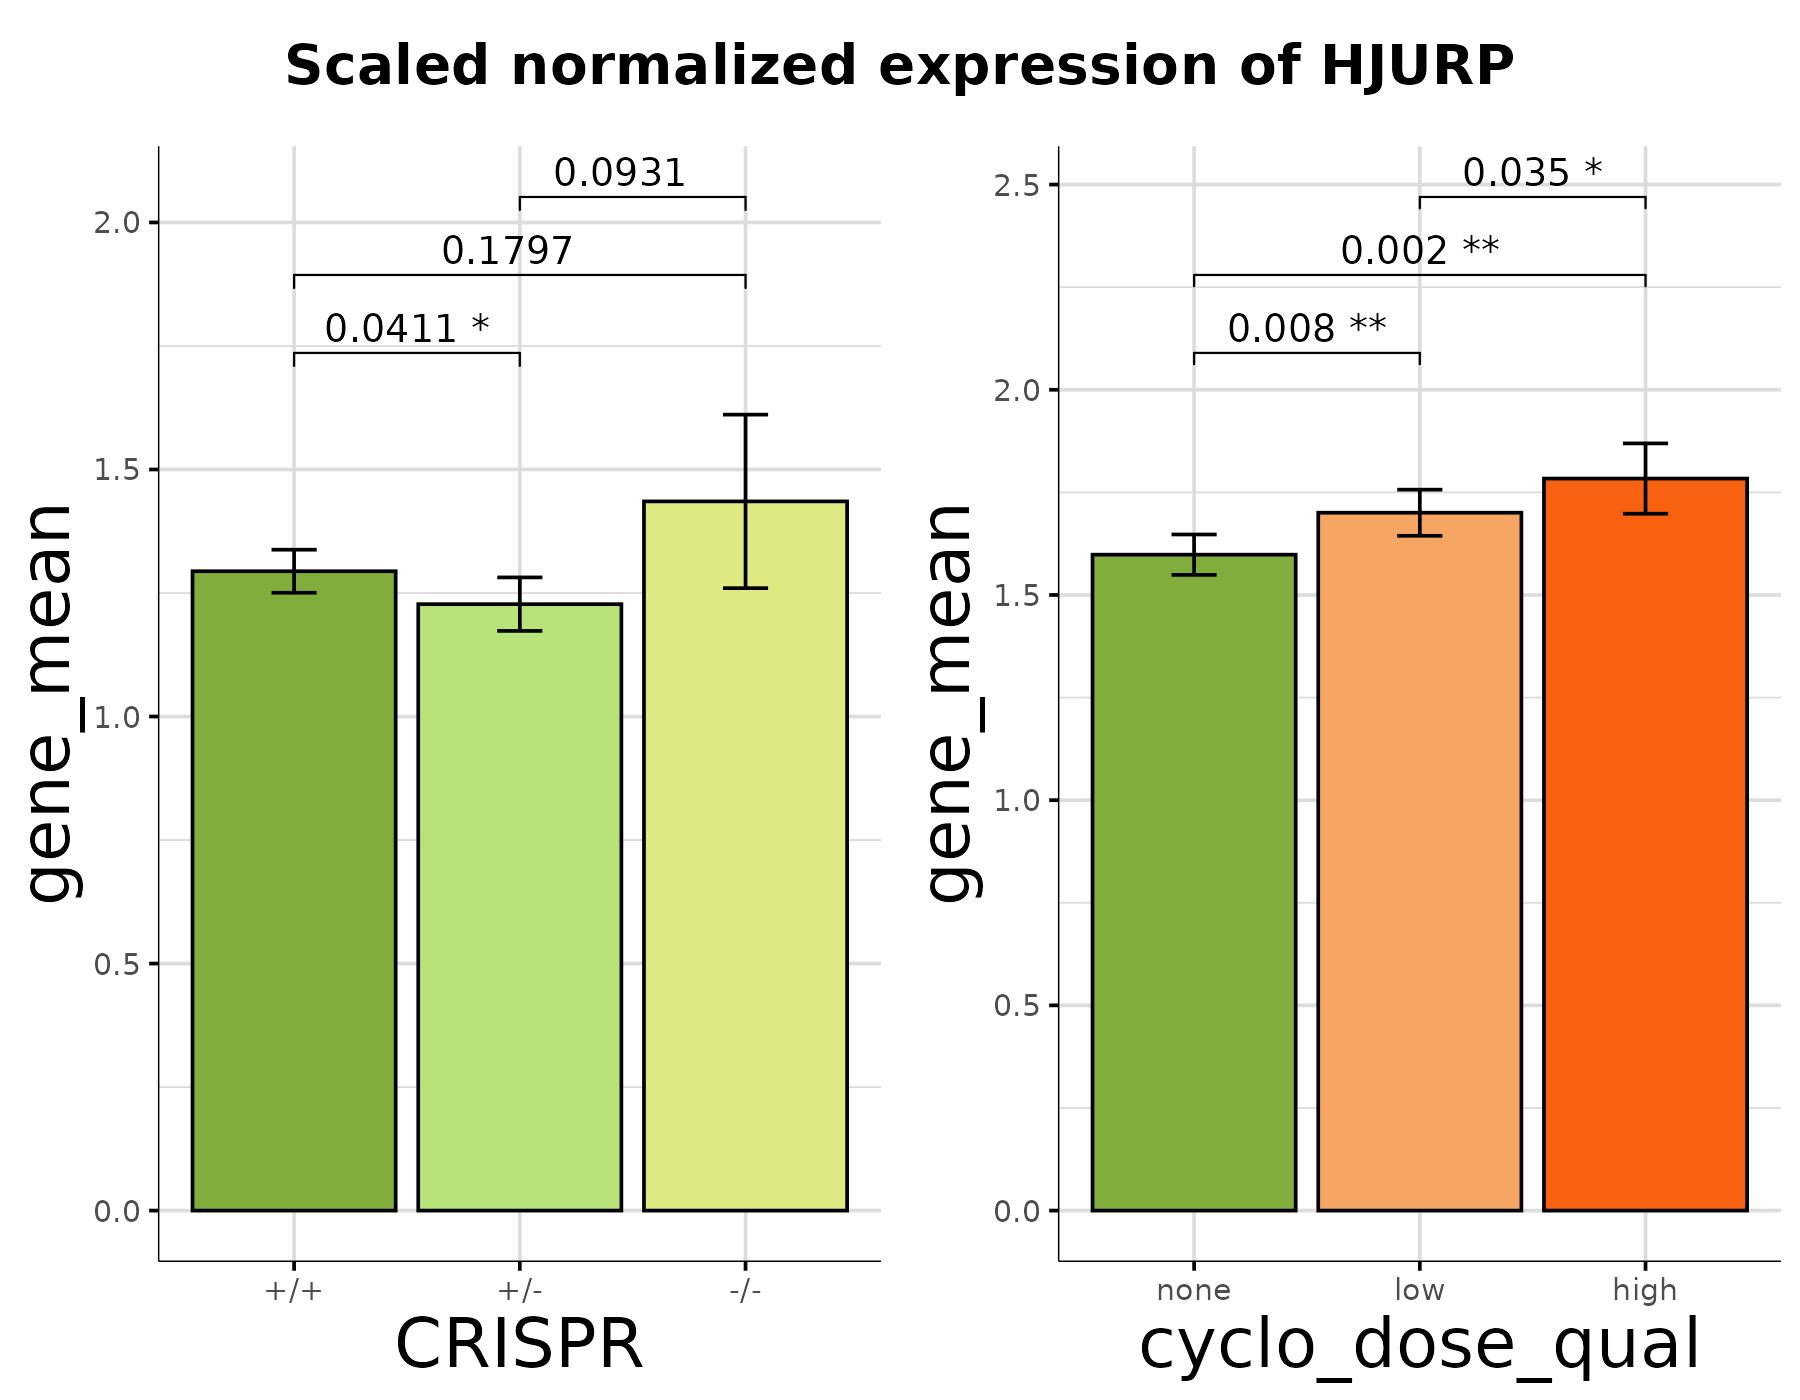 Scaled normalized expression of HJURP
gene_mean
2.0
1.5
1.0
0.5
0.0
0.0931
0.1797
0.0411 *
+/+ +/- -/-
CRISPR
gene_mean
2.5
2.0
1.5
1.0
0.5
0.0
0.035 *
0.002 **
0.008 **
none low high
cyclo_dose_qual